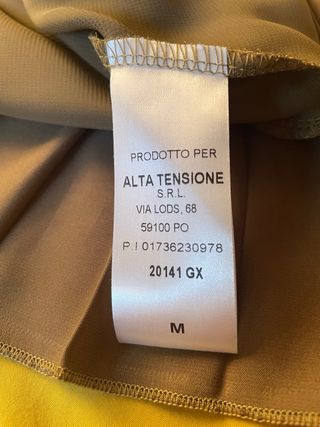 PRODOTTO PER
ALTA TENSIONE
S.R.L.
VIA LODS, 68
59100 PO
P.I 01736230978
20141 GX
M